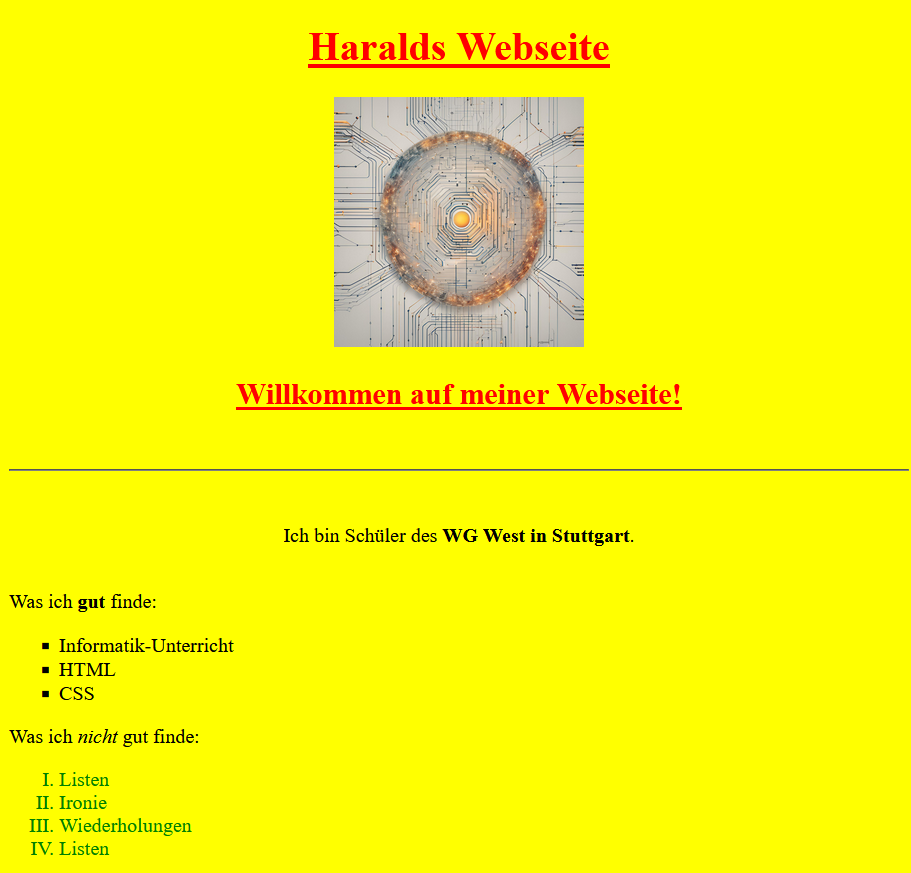 Haralds Webseite
Willkommen auf meiner Webseite!
Ich bin Schüler des WG West in Stuttgart.
Was ich gut finde:
▪ Informatik-Unterricht
▪ HTML
▪ CSS
Was ich nicht gut finde:
I. Listen
II. Ironie
III. Wiederholungen
IV. Listen